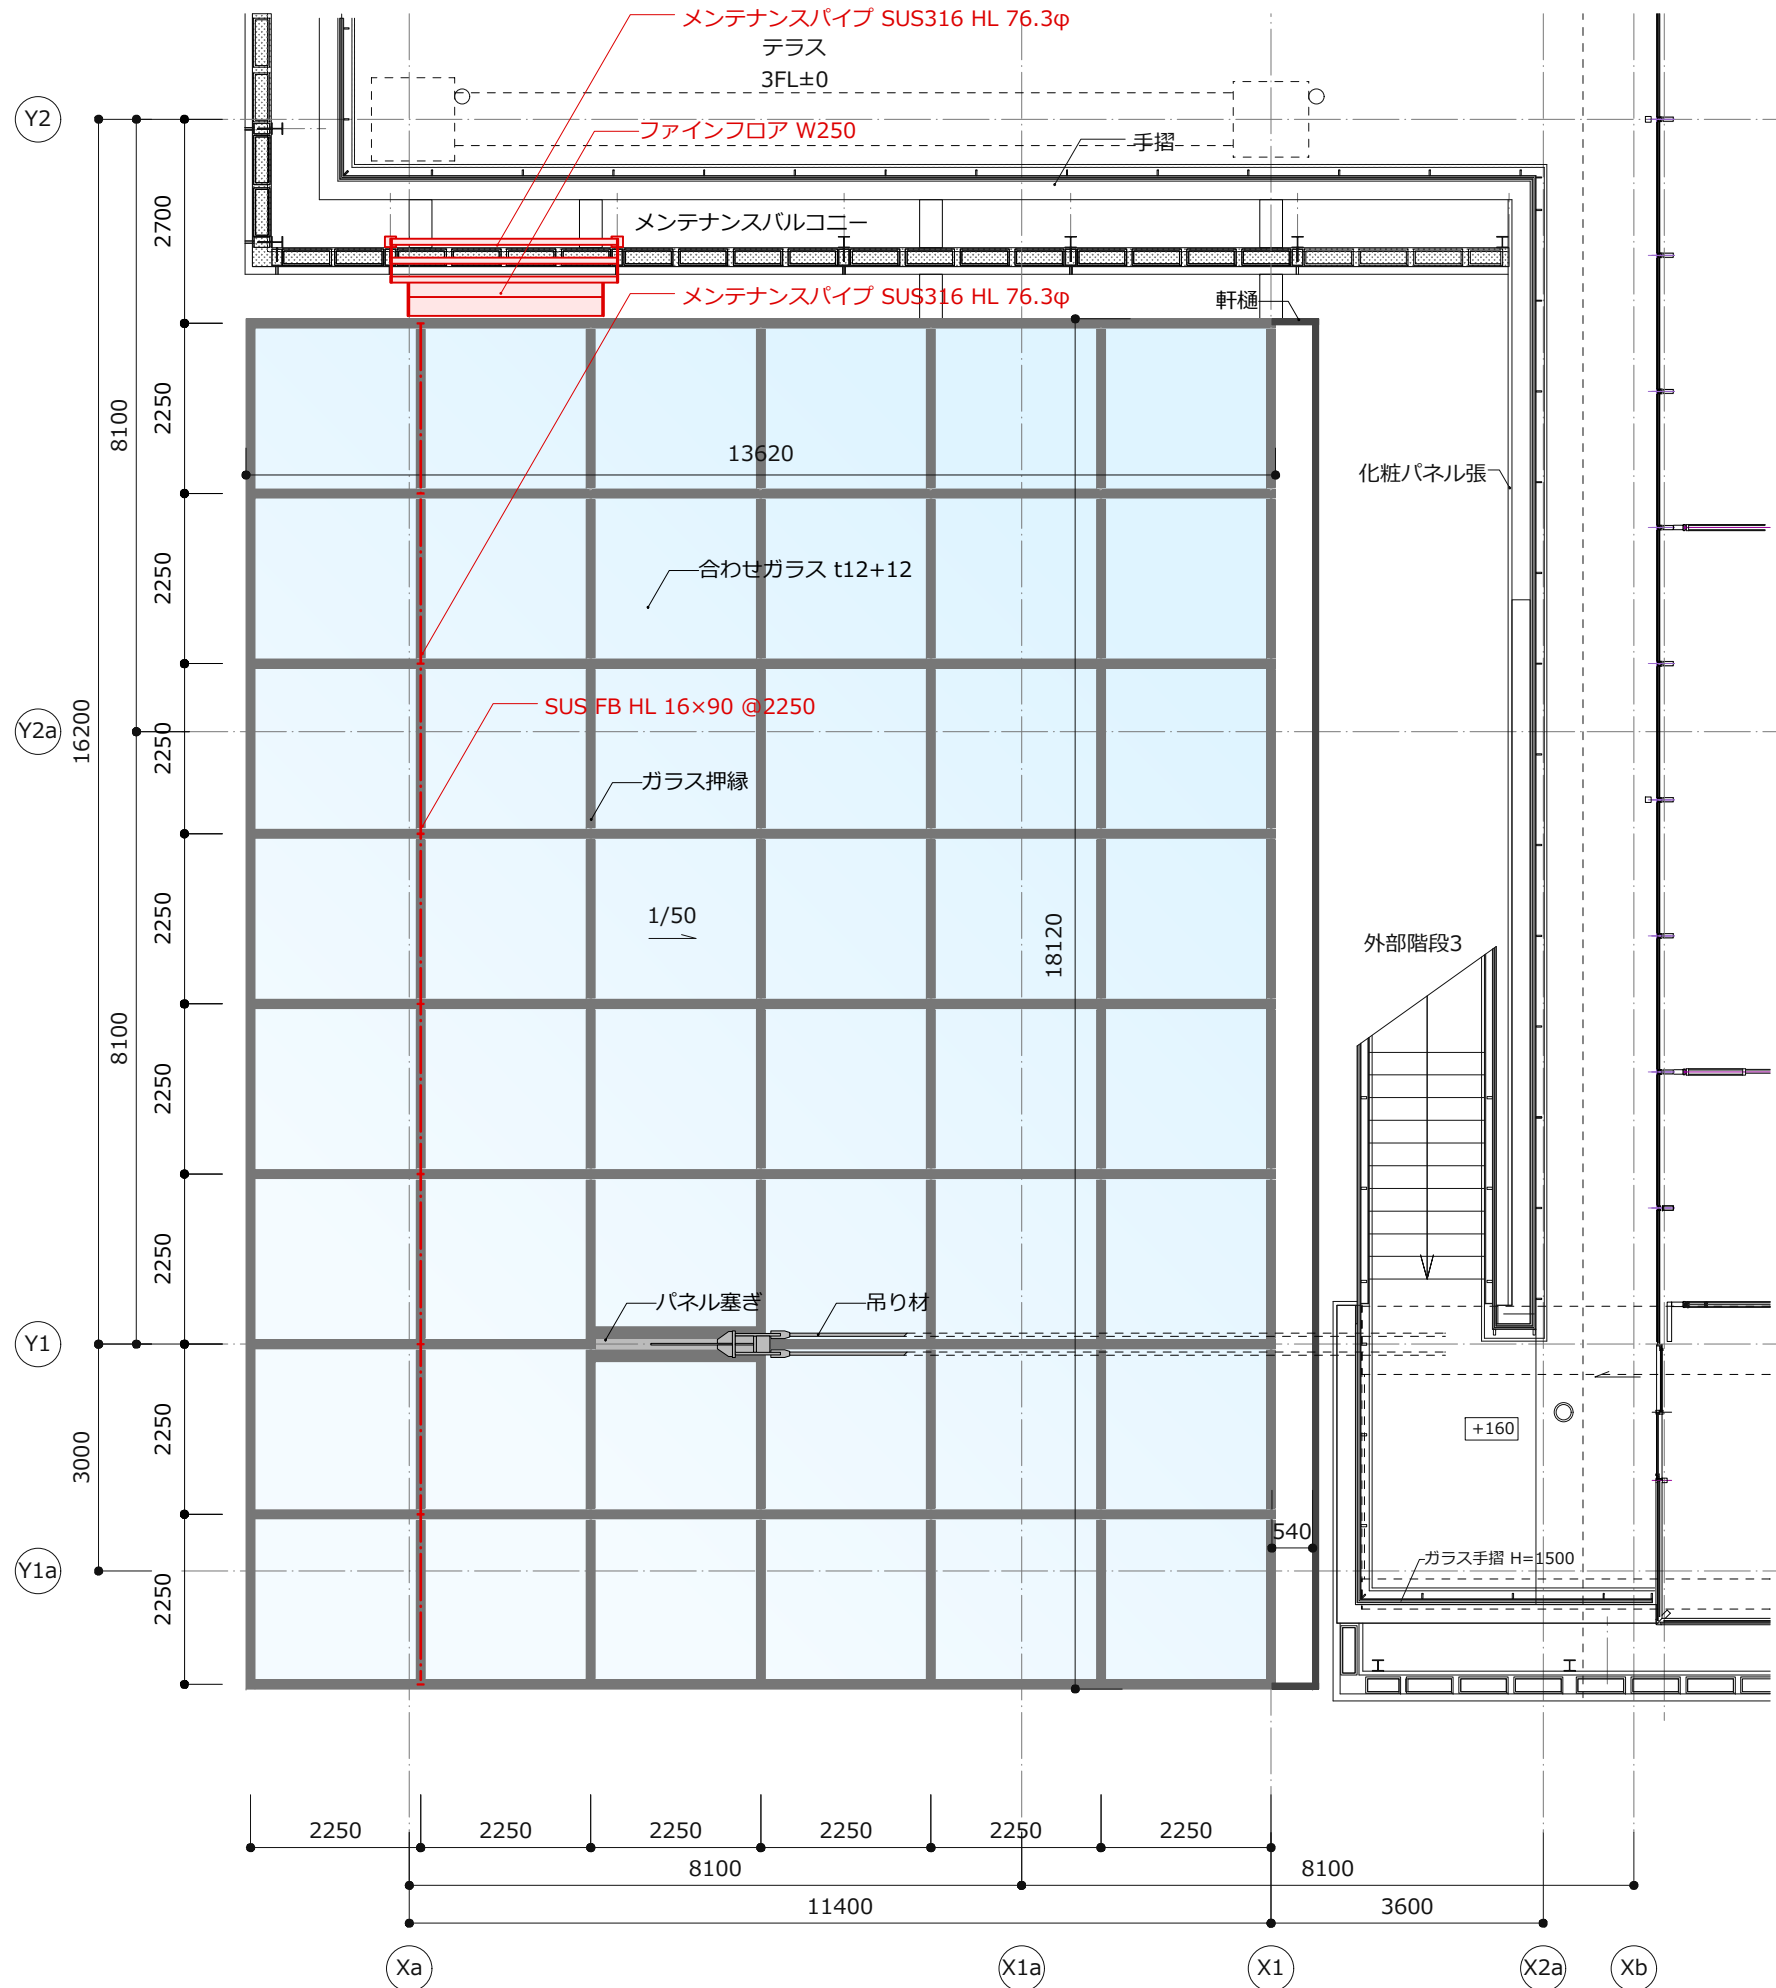 メンテナンスパイプ SUS316 HL 76.3φ
テラス
3FL±0
Y2
ファインフロア W250
手摺
2700
メンテナンスバルコニー
メンテナンスパイプ SUS316 HL 76.3φ
軒樋
2250
8100
13620
化粧パネル張
2250
合わせガラス t12+12
SUS FB HL 16×90 @2250
Y2a
16200
2250
ガラス押縁
2250
1/50
18120
外部階段3
8100
2250
2250
パネル塞ぎ
吊り材
Y1
2250
3000
+160
540
ガラス手摺 H=1500
Y1a
2250
2250
2250
2250
2250
2250
2250
8100
8100
11400
3600
Xa
X1a
X1
X2a
Xb